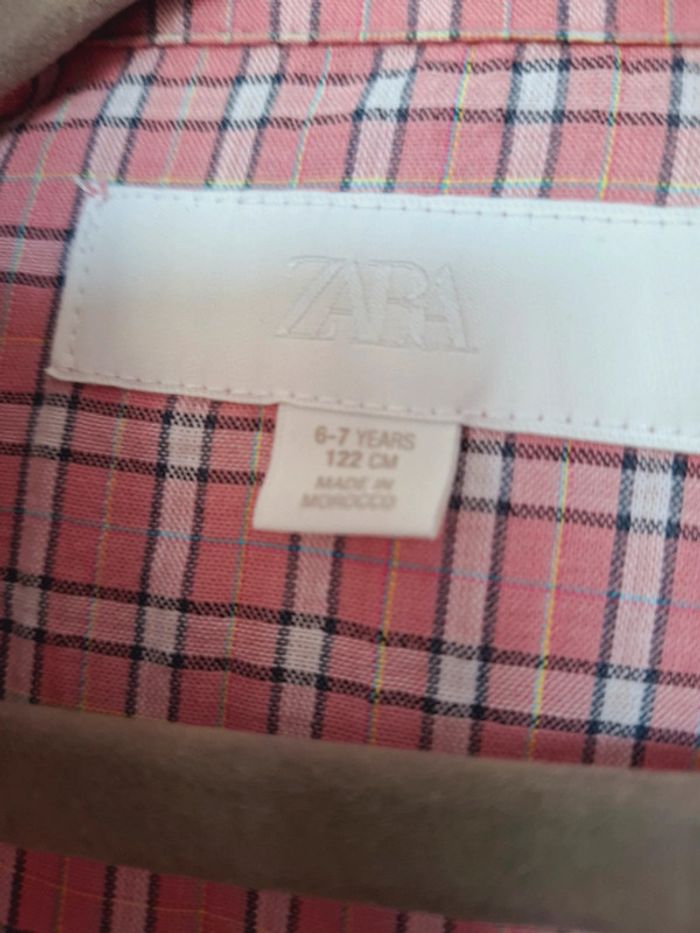 ZARA
6-7 YEARS
122 CM
MADE IN
MOROCCO